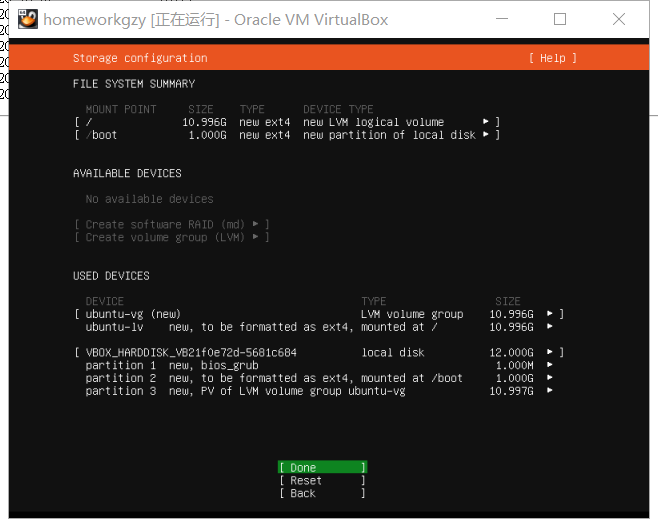 homeworkgzy [正在运行] - Oracle VM VirtualBox
Storage configuration [ Help ]
FILE SYSTEM SUMMARY
MOUNT POINT SIZE TYPE DEVICE TYPE
[ / 10.996G new ext4 new LVM logical volume ▸ ]
[ /boot 1.000G new ext4 new partition of local disk ▸ ]
AVAILABLE DEVICES
No available devices
[ Create software RAID (md) ▸ ]
[ Create volume group (LVM) ▸ ]
USED DEVICES
DEVICE TYPE SIZE
[ ubuntu-vg (new) LVM volume group 10.996G ▸ ]
ubuntu-lv new, to be formatted as ext4, mounted at / 10.996G ▸
[ VBOX_HARDDISK_VB21f0e72d-5681c684 local disk 12.000G ▸ ]
partition 1 new, bios_grub 1.000M ▸
partition 2 new, to be formatted as ext4, mounted at /boot 1.000G ▸
partition 3 new, PV of LVM volume group ubuntu-vg 10.997G ▸
[ Done ]
[ Reset ]
[ Back ]